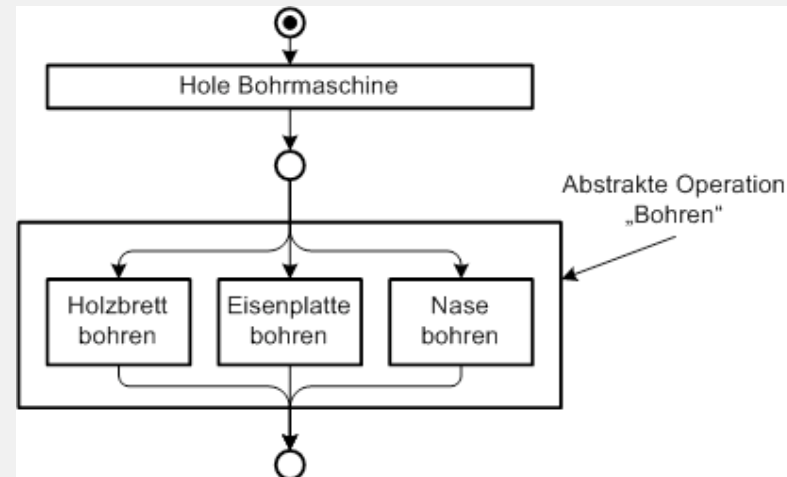 Hole Bohrmaschine
Abstrakte Operation
„Bohren“
Holzbrett
bohren
Eisenplatte
bohren
Nase
bohren